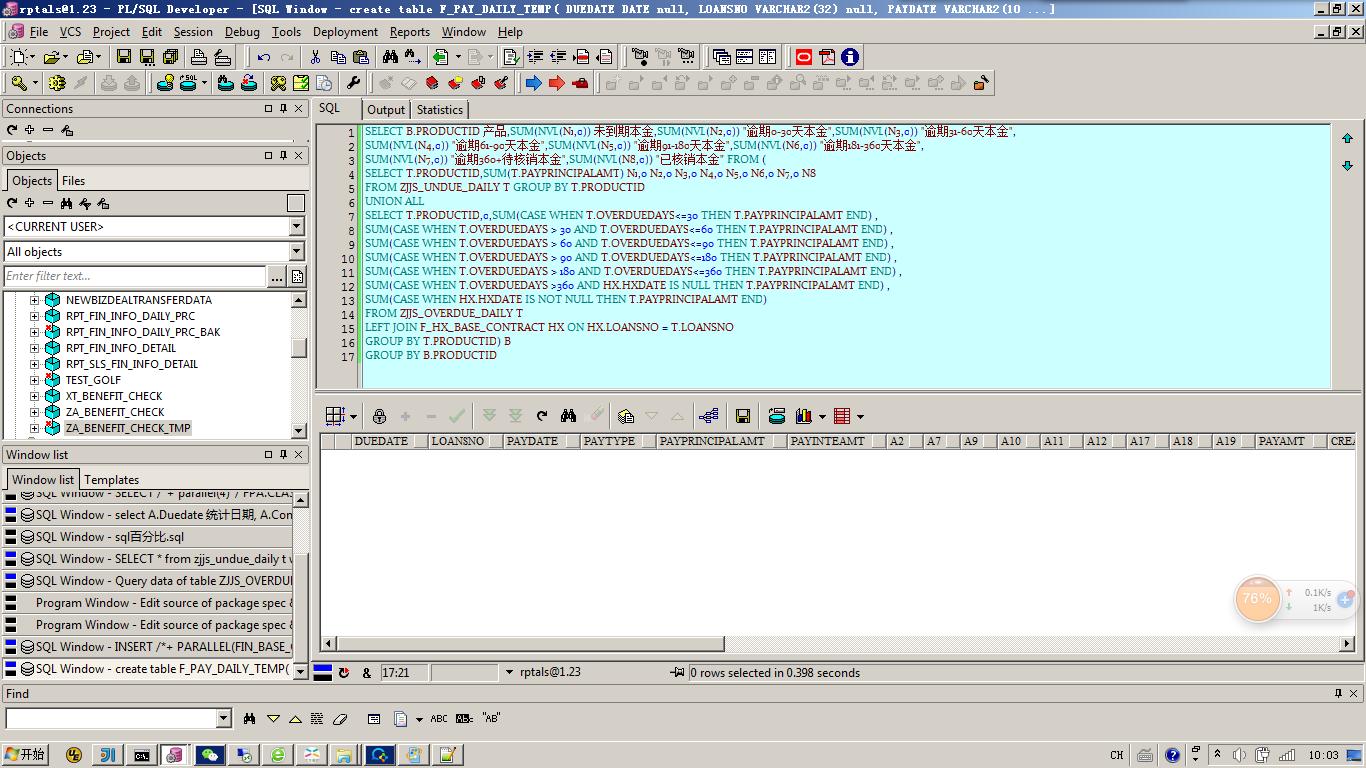 rptals@1.23 - PL/SQL Developer - [SQL Window - create table F_PAY_DAILY_TEMP( DUEDATE DATE null, LOANSNO VARCHAR2(32) null, PAYDATE VARCHAR2(10 ...]
File VCS Project Edit Session Debug Tools Deployment Reports Window Help
Connections
Objects
Objects Files
<CURRENT USER>
All objects
Enter filter text...
NEWBIZDEALTRANSFERDATA
RPT_FIN_INFO_DAILY_PRC
RPT_FIN_INFO_DAILY_PRC_BAK
RPT_FIN_INFO_DETAIL
RPT_SLS_FIN_INFO_DETAIL
TEST_GOLF
XT_BENEFIT_CHECK
ZA_BENEFIT_CHECK
ZA_BENEFIT_CHECK_TMP
Window list
Window list Templates
SQL Window - SELECT /*+ parallel(4)*/ FPA.CLAS
SQL Window - select A.Duedate 统计日期, A.Con
SQL Window - sql百分比.sql
SQL Window - SELECT * from zjjs_undue_daily t w
SQL Window - Query data of table ZJJS_OVERDUE
Program Window - Edit source of package spec &
Program Window - Edit source of package spec &
SQL Window - INSERT /*+ PARALLEL(FIN_BASE_C
SQL Window - create table F_PAY_DAILY_TEMP(
SQL Output Statistics
1 SELECT B.PRODUCTID 产品,SUM(NVL(N1,0)) 未到期本金,SUM(NVL(N2,0)) "逾期0-30天本金",SUM(NVL(N3,0)) "逾期31-60天本金",
2 SUM(NVL(N4,0)) "逾期61-90天本金",SUM(NVL(N5,0)) "逾期91-180天本金",SUM(NVL(N6,0)) "逾期181-360天本金",
3 SUM(NVL(N7,0)) "逾期360+待核销本金",SUM(NVL(N8,0)) "已核销本金" FROM (
4 SELECT T.PRODUCTID,SUM(T.PAYPRINCIPALAMT) N1,0 N2,0 N3,0 N4,0 N5,0 N6,0 N7,0 N8
5 FROM ZJJS_UNDUE_DAILY T GROUP BY T.PRODUCTID
6 UNION ALL
7 SELECT T.PRODUCTID,0,SUM(CASE WHEN T.OVERDUEDAYS<=30 THEN T.PAYPRINCIPALAMT END) ,
8 SUM(CASE WHEN T.OVERDUEDAYS > 30 AND T.OVERDUEDAYS<=60 THEN T.PAYPRINCIPALAMT END) ,
9 SUM(CASE WHEN T.OVERDUEDAYS > 60 AND T.OVERDUEDAYS<=90 THEN T.PAYPRINCIPALAMT END) ,
10 SUM(CASE WHEN T.OVERDUEDAYS > 90 AND T.OVERDUEDAYS<=180 THEN T.PAYPRINCIPALAMT END) ,
11 SUM(CASE WHEN T.OVERDUEDAYS > 180 AND T.OVERDUEDAYS<=360 THEN T.PAYPRINCIPALAMT END) ,
12 SUM(CASE WHEN T.OVERDUEDAYS >360 AND HX.HXDATE IS NULL THEN T.PAYPRINCIPALAMT END) ,
13 SUM(CASE WHEN HX.HXDATE IS NOT NULL THEN T.PAYPRINCIPALAMT END)
14 FROM ZJJS_OVERDUE_DAILY T
15 LEFT JOIN F_HX_BASE_CONTRACT HX ON HX.LOANSNO = T.LOANSNO
16 GROUP BY T.PRODUCTID) B
17 GROUP BY B.PRODUCTID
DUEDATE LOANSNO PAYDATE PAYTYPE PAYPRINCIPALAMT PAYINTEAMT A2 A7 A9 A10 A11 A12 A17 A18 A19 PAYAMT CREA
76% 0.1K/s
1K/s
& 17:21 rptals@1.23 0 rows selected in 0.398 seconds
Find
ABC ABc "AB"
开始 CH 10:03